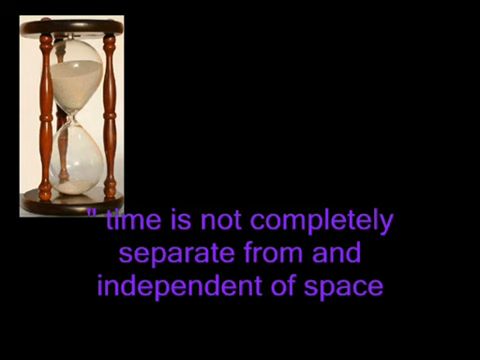 " time is not completely
separate from and
independent of space